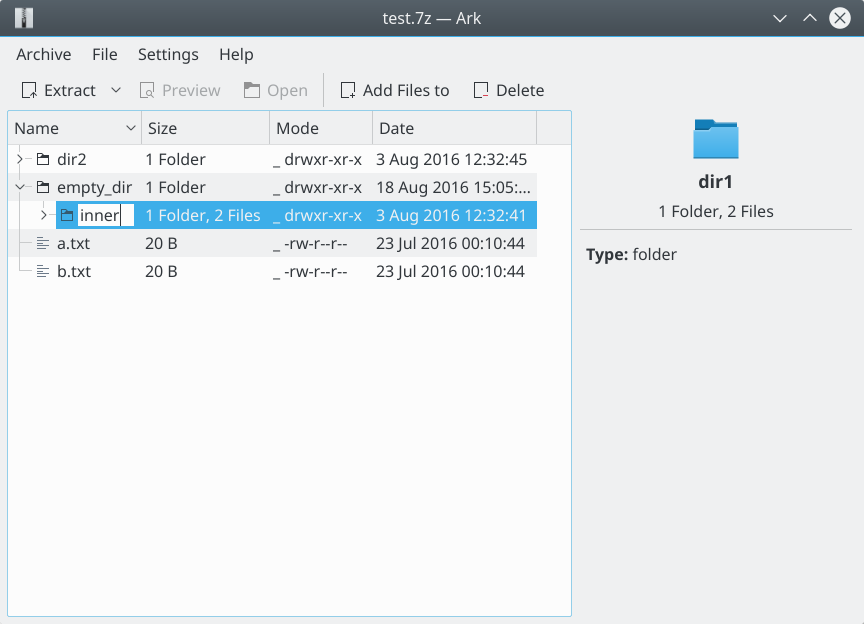 test.7z — Ark
Archive File Settings Help
Extract Preview Open Add Files to Delete
Name Size Mode Date
dir2 1 Folder _ drwxr-xr-x 3 Aug 2016 12:32:45
empty_dir 1 Folder _ drwxr-xr-x 18 Aug 2016 15:05:...
inner 1 Folder, 2 Files _ drwxr-xr-x 3 Aug 2016 12:32:41
a.txt 20 B _ -rw-r--r-- 23 Jul 2016 00:10:44
b.txt 20 B _ -rw-r--r-- 23 Jul 2016 00:10:44
dir1
1 Folder, 2 Files
Type: folder